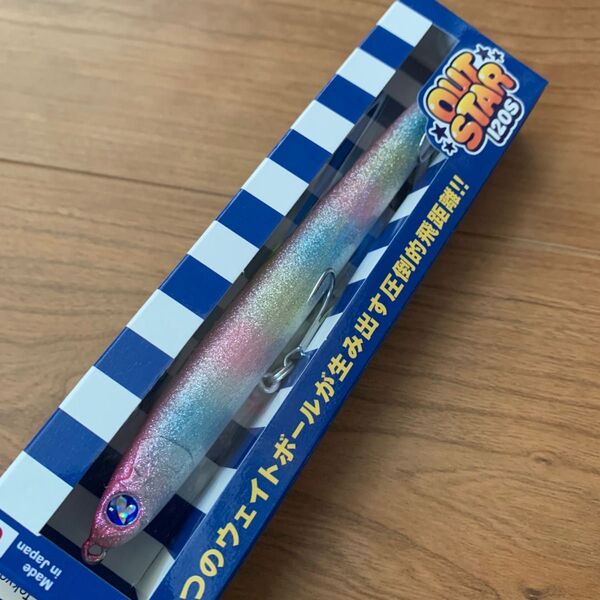 OUT
STAR
120S
つのウェイトボールが生み出す圧倒的飛距離!!
Made
in Japan